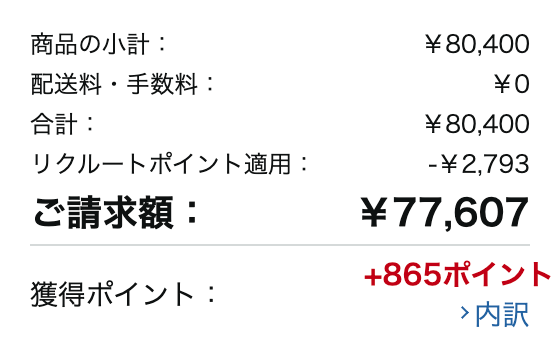 商品の小計： ￥80,400
配送料・手数料： ￥0
合計： ￥80,400
リクルートポイント適用： -￥2,793
ご請求額： ￥77,607
+865ポイント
獲得ポイント：
›内訳